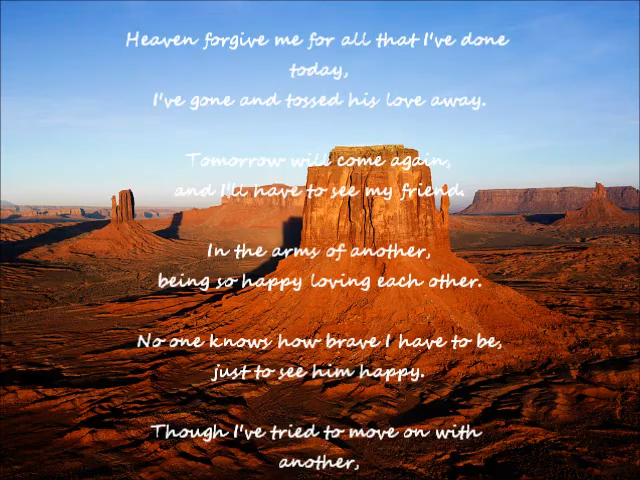 Heaven forgive me for all that I've done
today,
I've gone and tossed his love away.
Tomorrow will come again,
and I'll have to see my friend.
In the arms of another,
being so happy loving each other.
No one knows how brave I have to be,
just to see him happy.
Though I've tried to move on with
another,